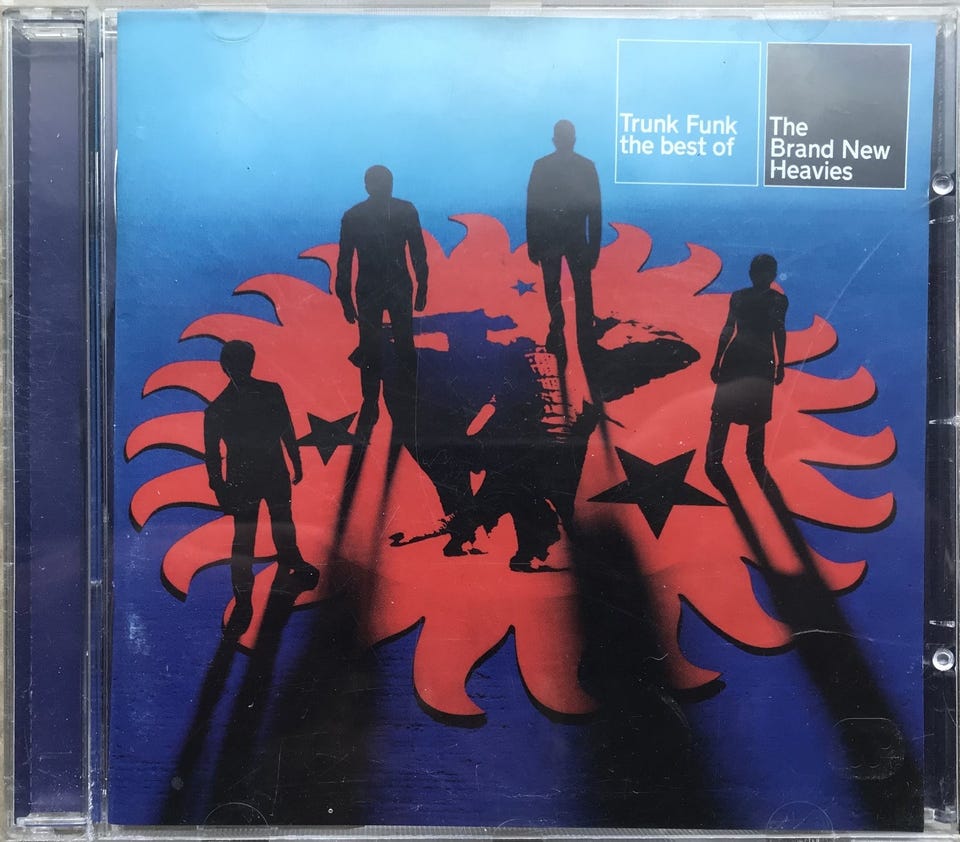 Trunk Funk
the best of
The
Brand New
Heavies